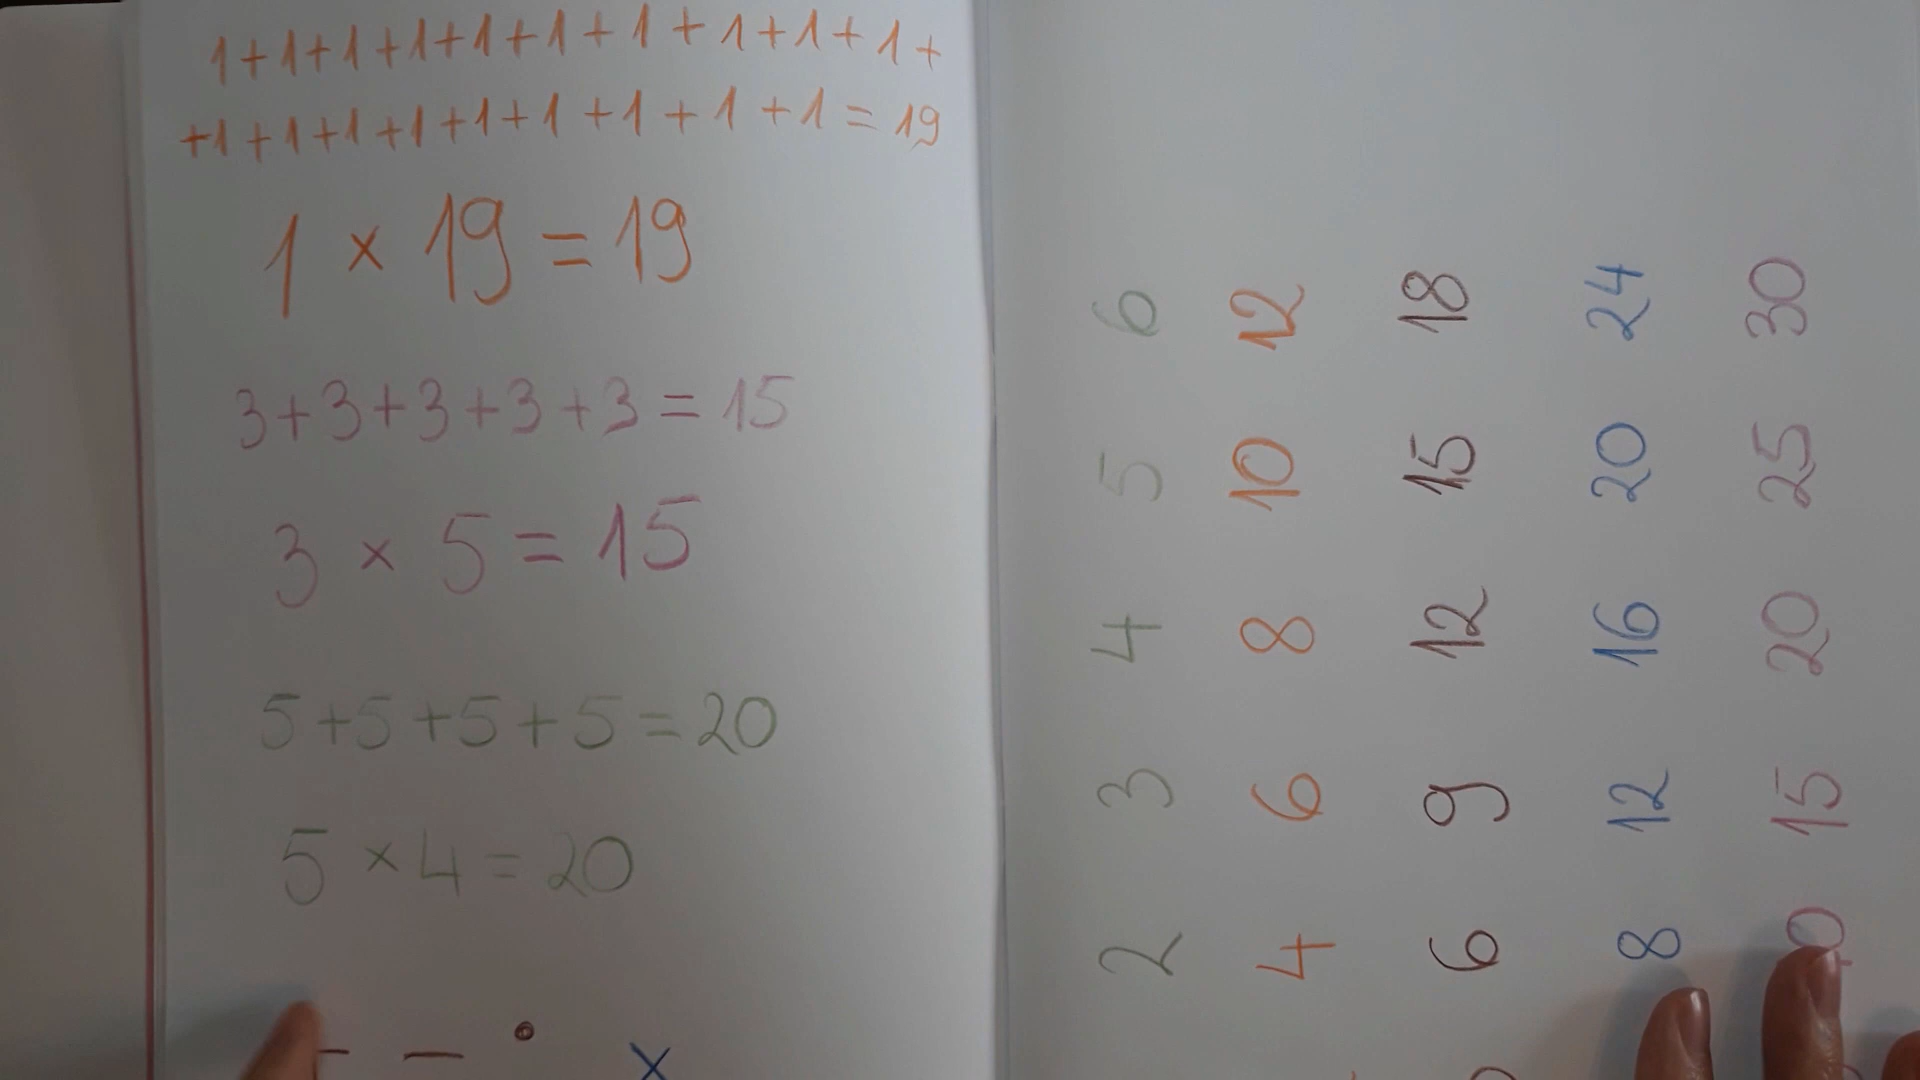 1+1+1+1+1+1+1+1+1+1+
+1+1+1+1+1+1+1+1+1=19
1 × 19 = 19
3+3+3+3+3=15
3 × 5 = 15
5+5+5+5=20
5 × 4 = 20
− ×
2 3 4 5 6
4 6 8 10 12
6 9 12 15 18
8 12 16 20 24
10 15 20 25 30